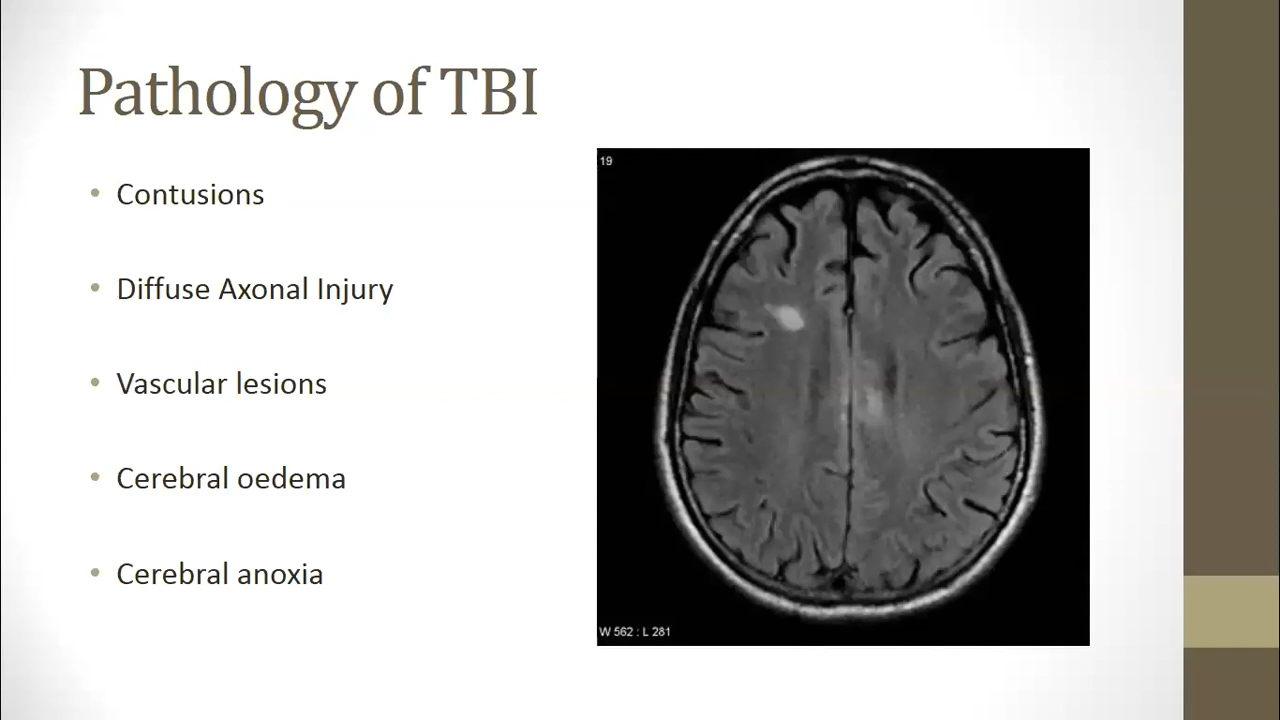 Pathology of TBI
• Contusions
• Diffuse Axonal Injury
• Vascular lesions
• Cerebral oedema
• Cerebral anoxia
19
W 562 : L 281